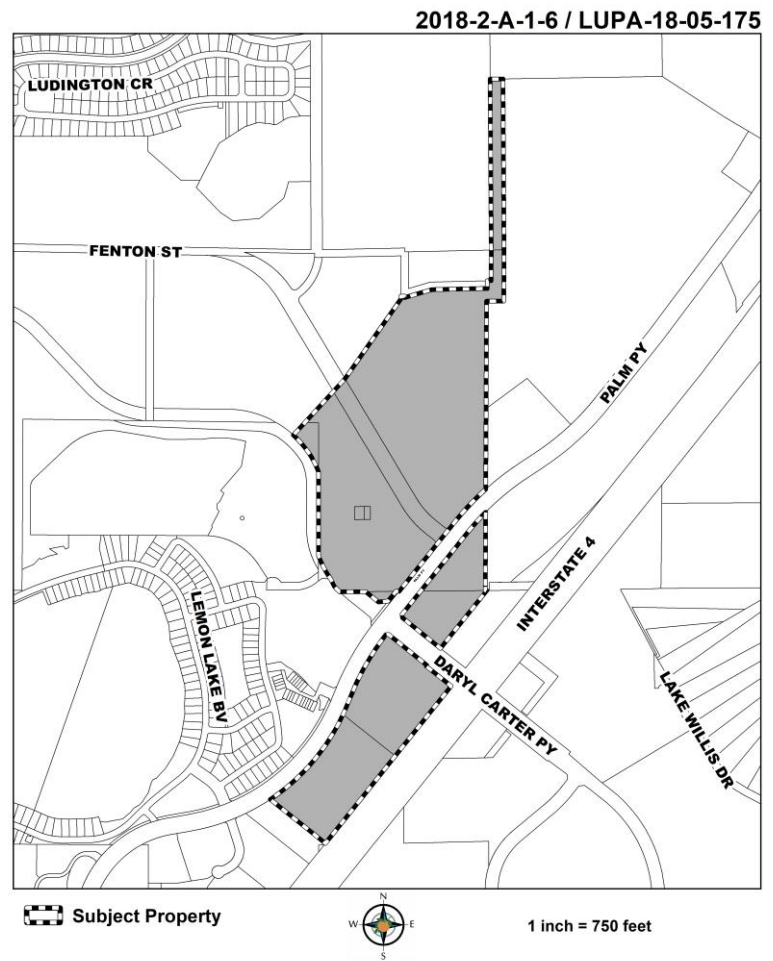 2018-2-A-1-6 / LUPA-18-05-175
LUDINGTON CR
FENTON ST
PALM PY
INTERSTATE 4
LEMON LAKE BV
DARYL CARTER PY
LAKE WILLIS DR
Subject Property
N
W E
S
1 inch = 750 feet